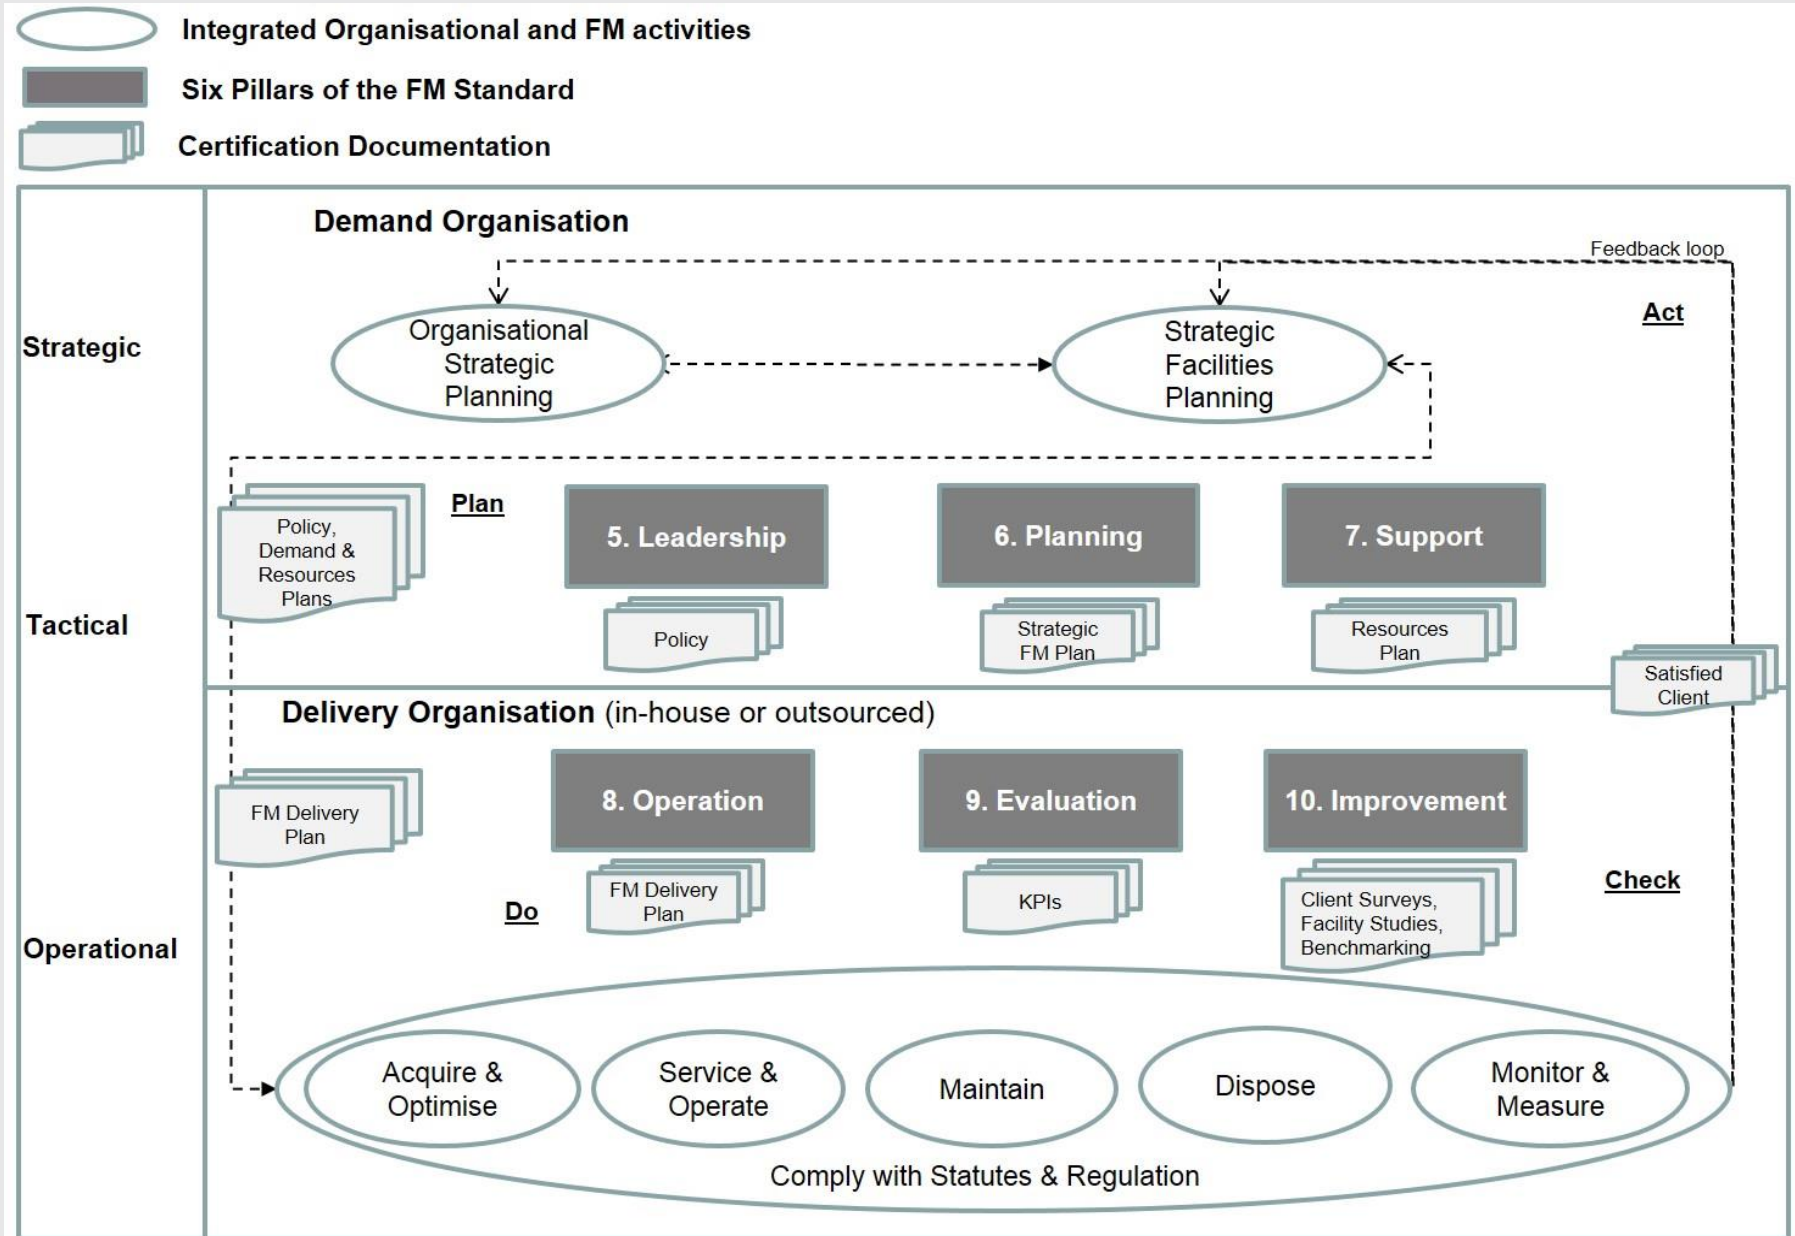 Integrated Organisational and FM activities
Six Pillars of the FM Standard
Certification Documentation
Demand Organisation
Feedback loop
Act
Strategic
Organisational
Strategic
Planning
Strategic
Facilities
Planning
Plan
Policy,
Demand &
Resources
Plans
5. Leadership
6. Planning
7. Support
Tactical
Policy
Strategic
FM Plan
Resources
Plan
Satisfied
Client
Delivery Organisation (in-house or outsourced)
FM Delivery
Plan
8. Operation
9. Evaluation
10. Improvement
Check
Do
FM Delivery
Plan
KPIs
Client Surveys,
Facility Studies,
Benchmarking
Operational
Acquire &
Optimise
Service &
Operate
Maintain
Dispose
Monitor &
Measure
Comply with Statutes & Regulation